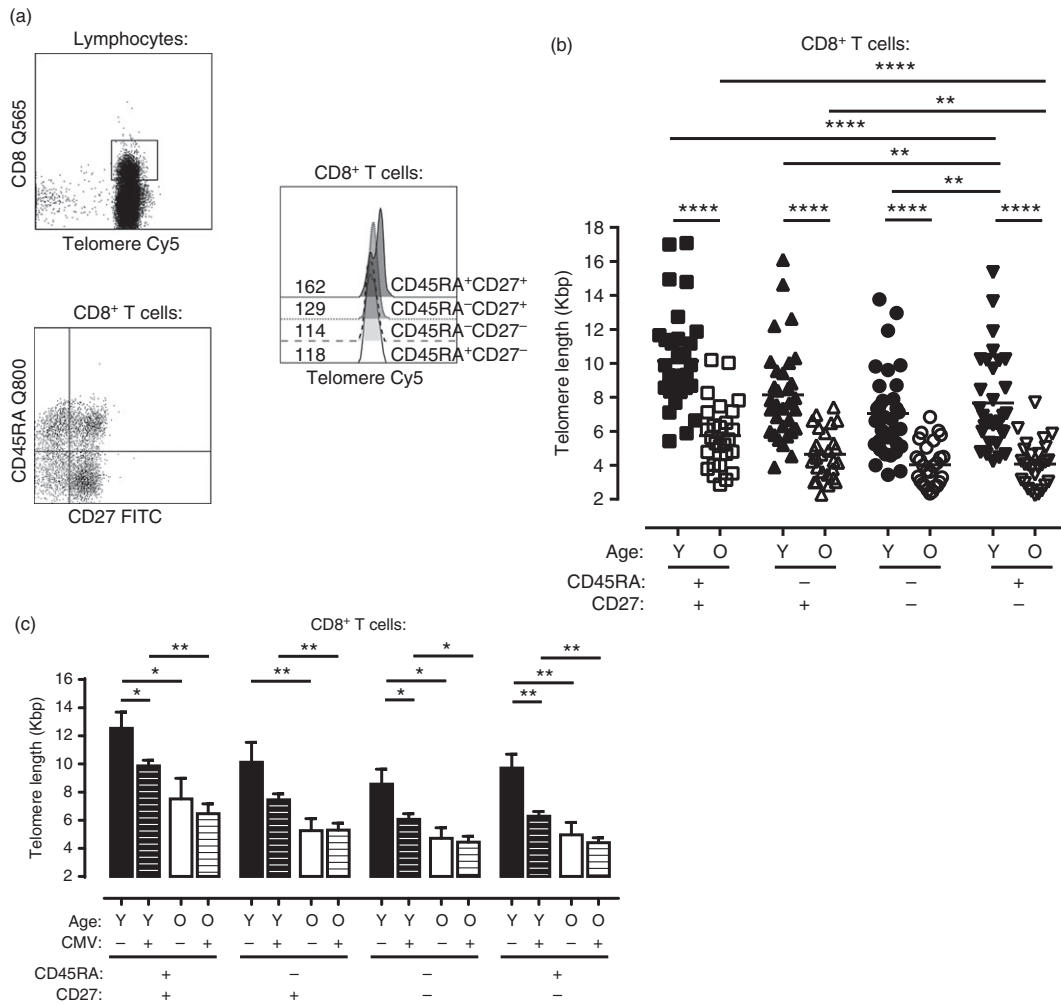 (a)
Lymphocytes:
CD8 Q565
Telomere Cy5
CD8⁺ T cells:
162 CD45RA⁺CD27⁺
129 CD45RA⁻CD27⁺
114 CD45RA⁻CD27⁻
118 CD45RA⁺CD27⁻
Telomere Cy5
CD8⁺ T cells:
CD45RA Q800
CD27 FITC
(b)
CD8⁺ T cells:
****
**
****
**
**
**** **** **** ****
Telomere length (Kbp)
18
16
14
12
10
8
6
4
2
Age: Y O Y O Y O Y O
CD45RA: + – – +
CD27: + + – –
(c)
CD8⁺ T cells:
** ** * **
* ** * **
* * **
Telomere length (Kbp)
16
14
12
10
8
6
4
2
Age: Y Y O O Y Y O O Y Y O O Y Y O O
CMV: – + – + – + – + – + – + – + – +
CD45RA: + – – +
CD27: + + – –